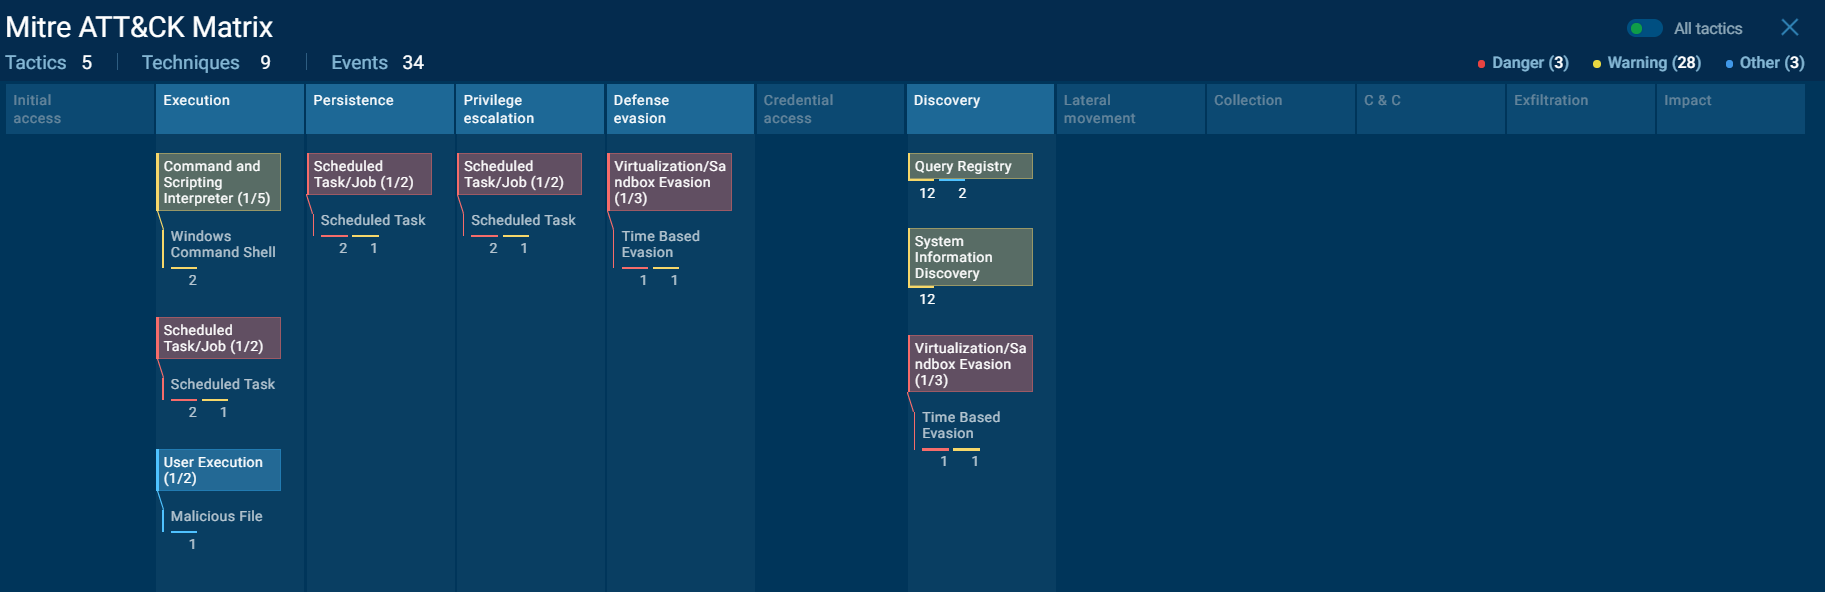 Mitre ATT&CK Matrix
All tactics
Tactics 5 Techniques 9 Events 34
Danger (3) Warning (28) Other (3)
Initial
access
Execution
Persistence
Privilege
escalation
Defense
evasion
Credential
access
Discovery
Lateral
movement
Collection
C & C
Exfiltration
Impact
Command and
Scripting
Interpreter (1/5)
Windows
Command Shell
2
Scheduled
Task/Job (1/2)
Scheduled Task
2 1
User Execution
(1/2)
Malicious File
1
Scheduled
Task/Job (1/2)
Scheduled Task
2 1
Scheduled
Task/Job (1/2)
Scheduled Task
2 1
Virtualization/Sa
ndbox Evasion
(1/3)
Time Based
Evasion
1 1
Query Registry
12 2
System
Information
Discovery
12
Virtualization/Sa
ndbox Evasion
(1/3)
Time Based
Evasion
1 1